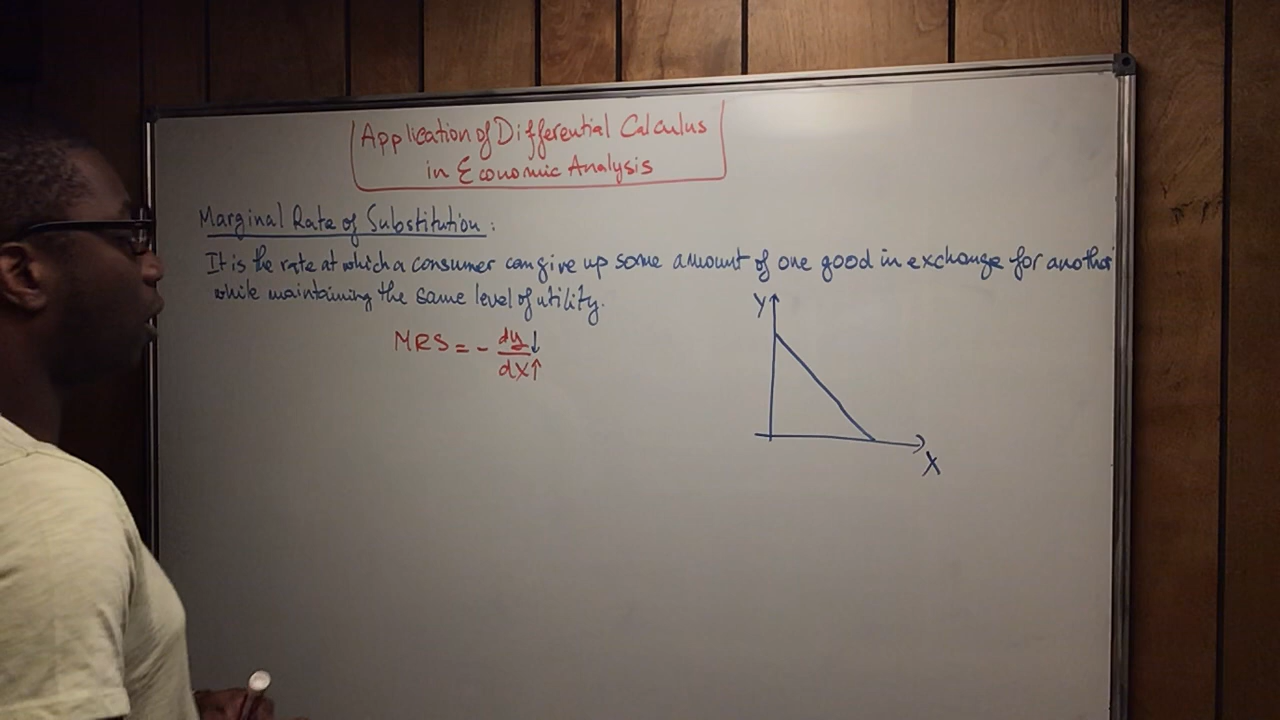 Application of Differential Calculus
in Economic Analysis
Marginal Rate of Substitution:
It is the rate at which a consumer can give up some amount of one good in exchange for another
while maintaining the same level of utility.
MRS = - dy↓
dX↑
Y
X